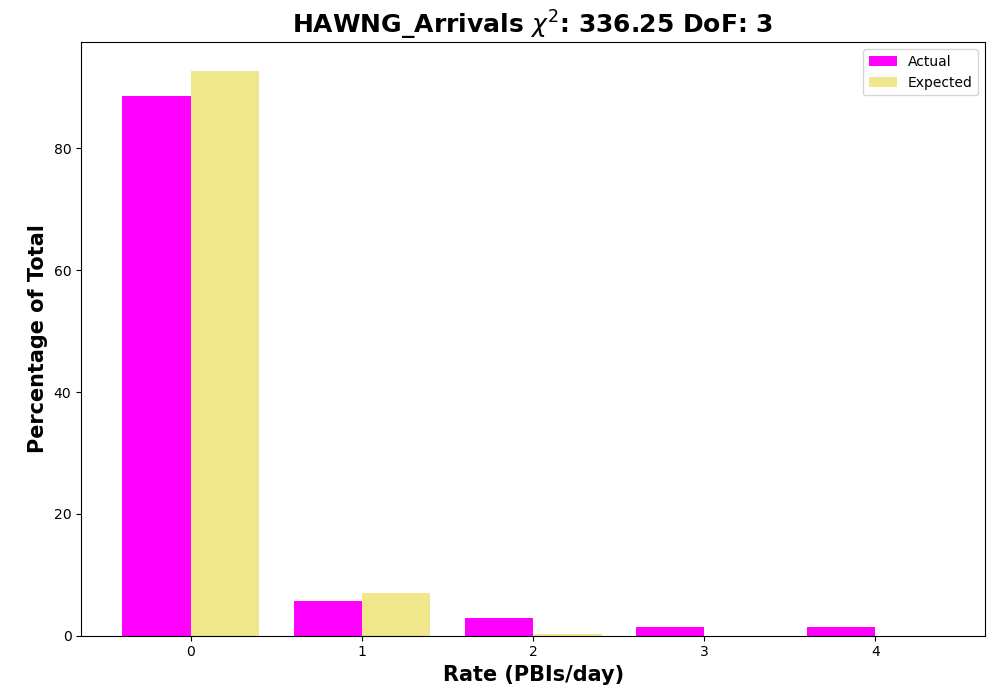 HAWNG_Arrivals χ²: 336.25 DoF: 3
Actual
Expected
Percentage of Total
80
60
40
20
0
0 1 2 3 4
Rate (PBIs/day)